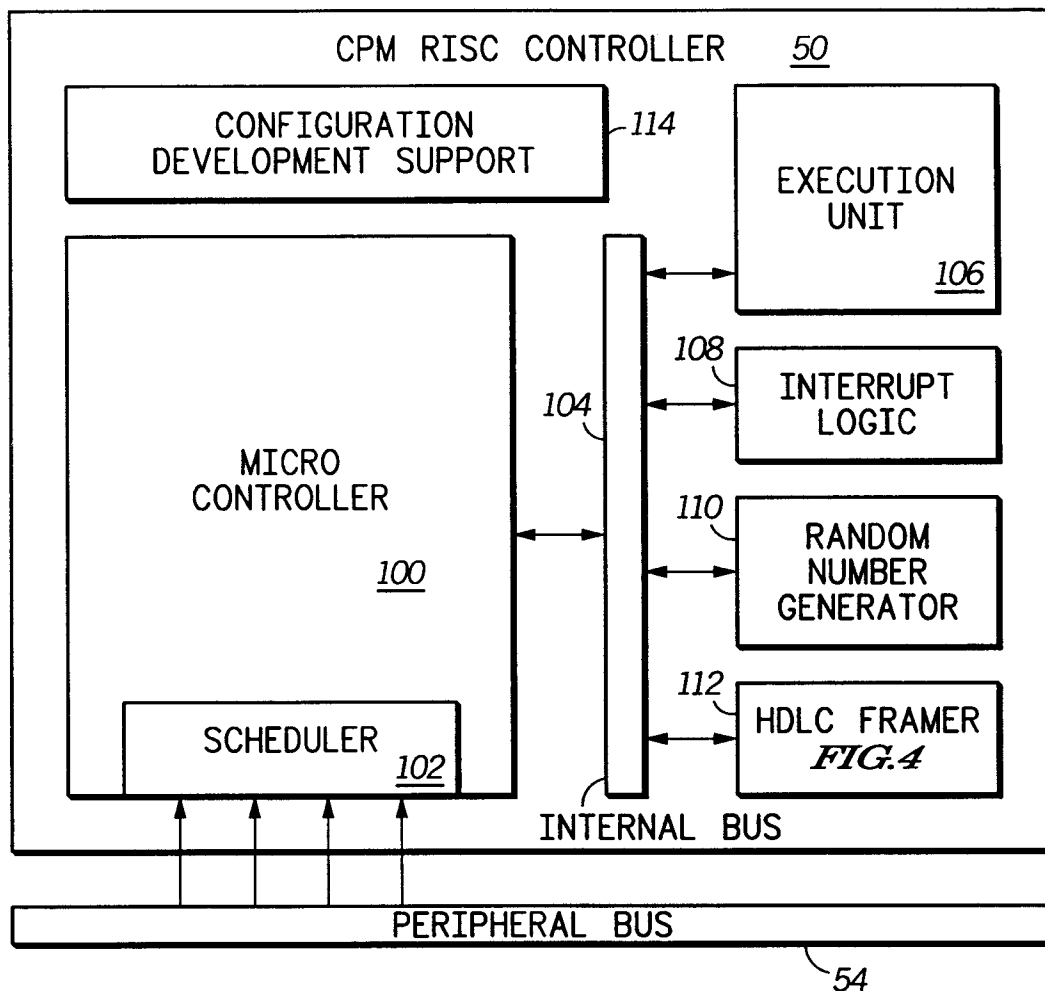 CPM RISC CONTROLLER 50
CONFIGURATION
DEVELOPMENT SUPPORT
114
EXECUTION
UNIT
106
MICRO
CONTROLLER
100
SCHEDULER
102
104
INTERNAL BUS
108
INTERRUPT
LOGIC
110
RANDOM
NUMBER
GENERATOR
112
HDLC FRAMER
FIG.4
PERIPHERAL BUS
54